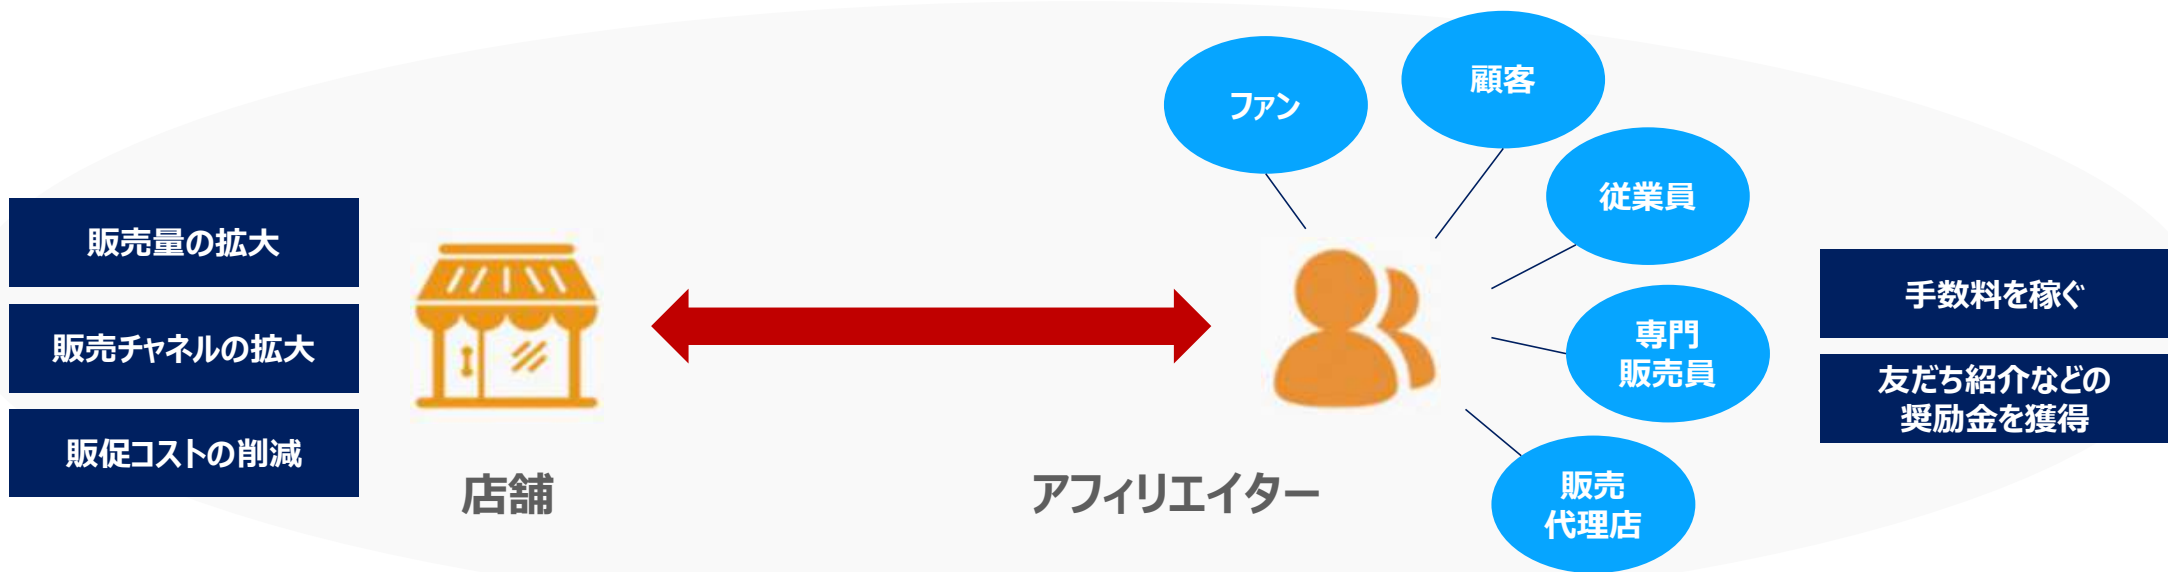 ファン
顧客
従業員
専門
販売員
販売
代理店
販売量の拡大
販売チャネルの拡大
販促コストの削減
店舗
アフィリエイター
手数料を稼ぐ
友だち紹介などの
奨励金を獲得